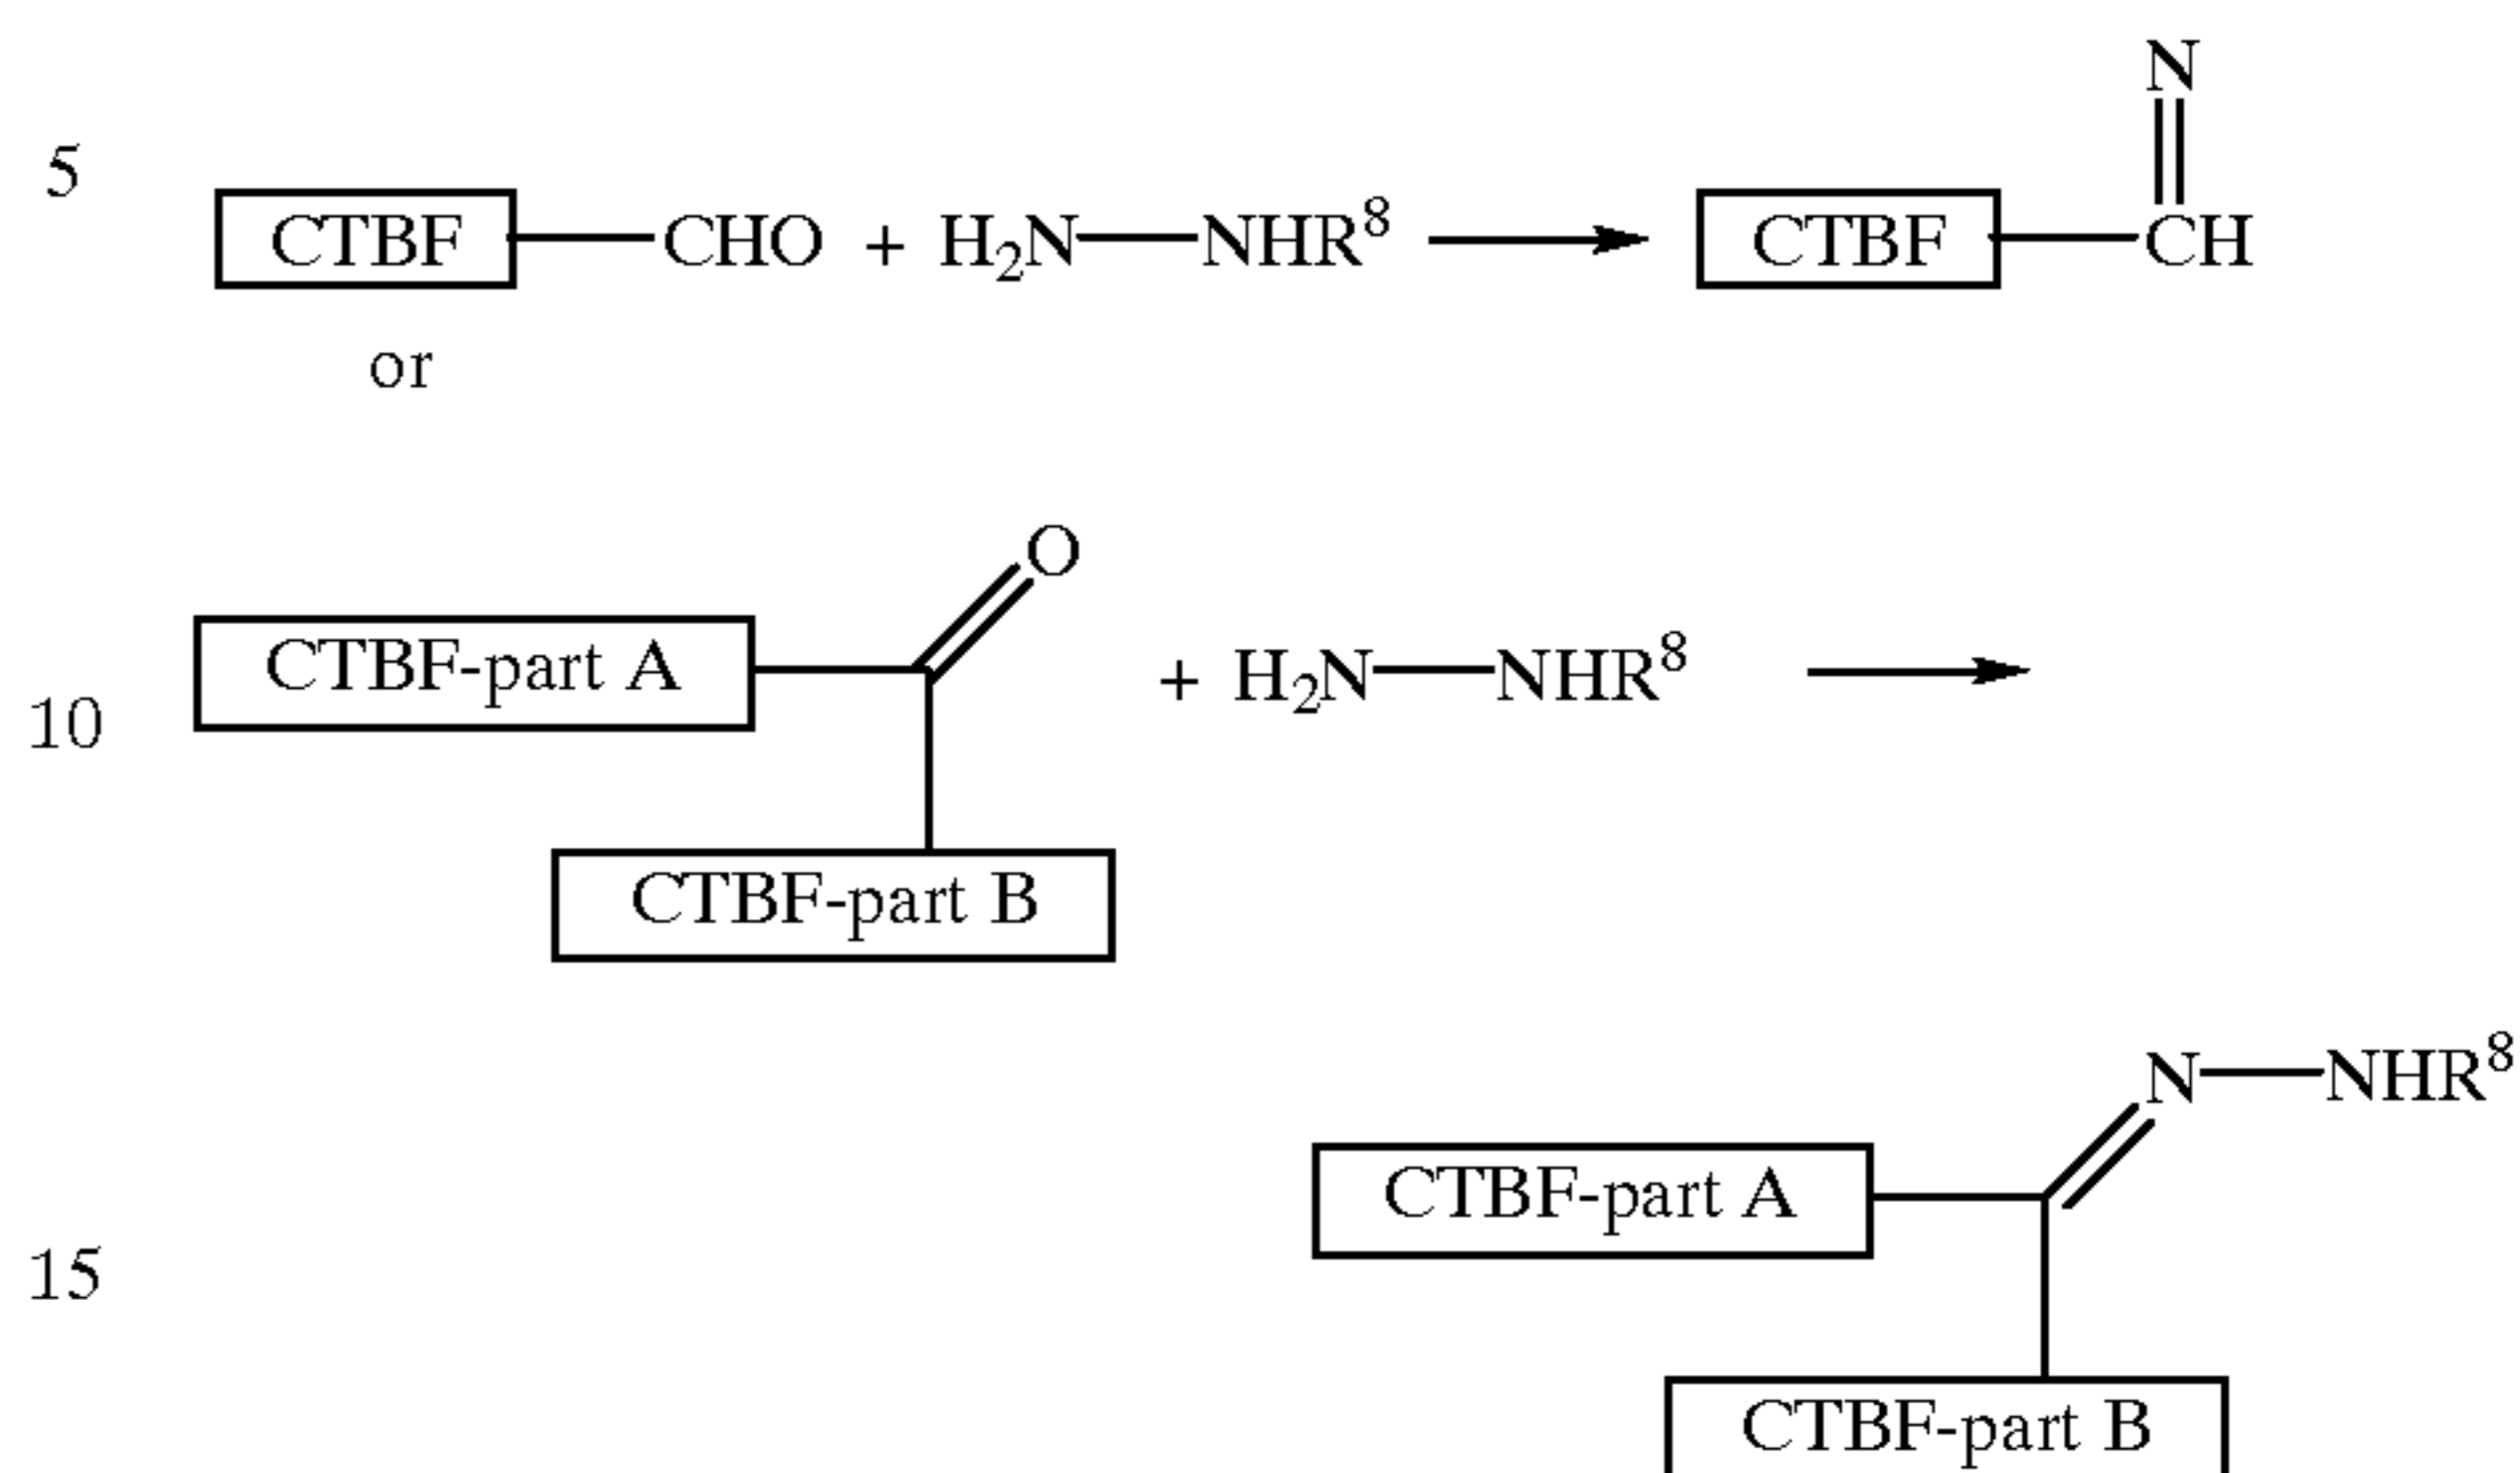 N
5
CTBF CHO + H₂N NHR⁸ CTBF CH
or
O
CTBF-part A + H₂N NHR⁸
10
CTBF-part B
N NHR⁸
CTBF-part A
15
CTBF-part B